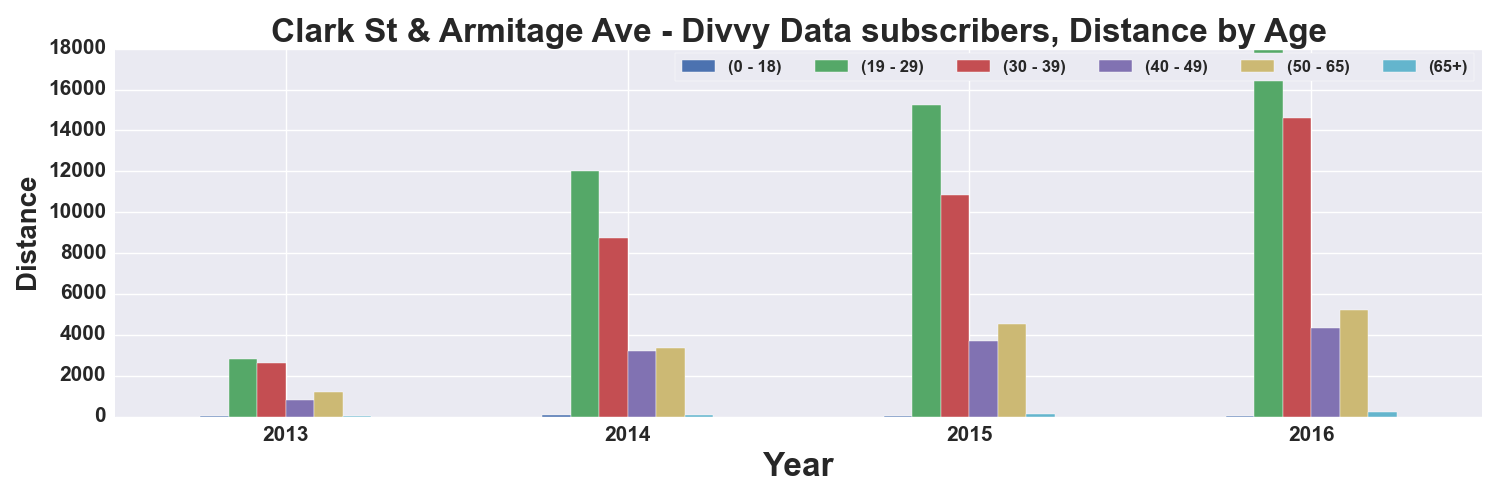 Clark St & Armitage Ave - Divvy Data subscribers, Distance by Age
18000
(0 - 18) (19 - 29) (30 - 39) (40 - 49) (50 - 65) (65+)
16000
14000
12000
10000
8000
6000
4000
2000
0
Distance
2013 2014 2015 2016
Year